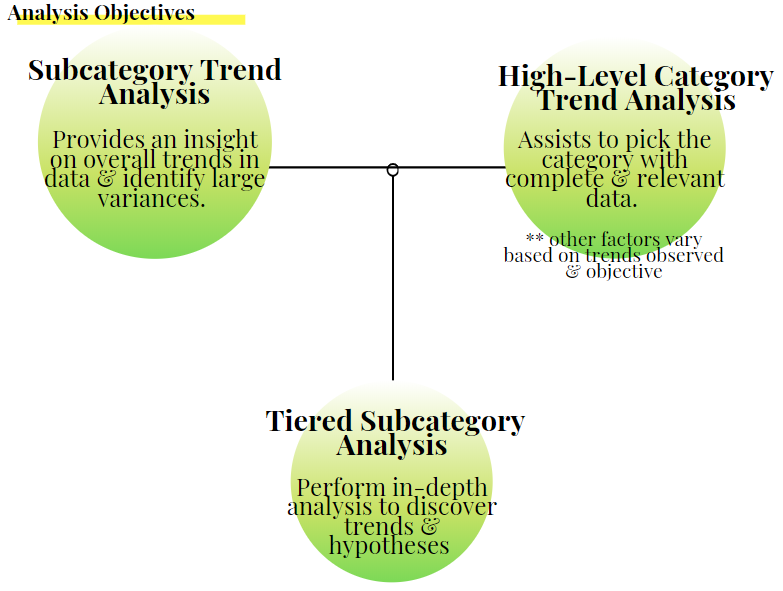 Analysis Objectives
Subcategory Trend
Analysis
Provides an insight
on overall trends in
data & identify large
variances.
High-Level Category
Trend Analysis
Assists to pick the
category with
complete & relevant
data.
** other factors vary
based on trends observed
& objective
Tiered Subcategory
Analysis
Perform in-depth
analysis to discover
trends &
hypotheses